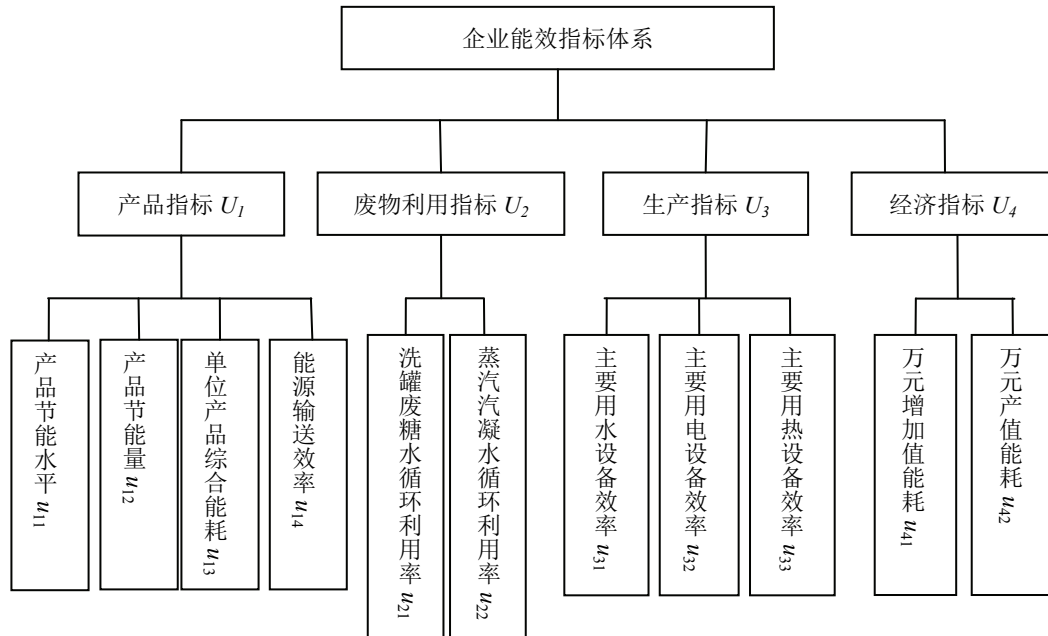 企业能效指标体系
产品指标 U1
废物利用指标 U2
生产指标 U3
经济指标 U4
产品节能水平 u11
产品节能量 u12
单位产品综合能耗 u13
能源输送效率 u14
洗罐废糖水循环利用率 u21
蒸汽汽凝水循环利用率 u22
主要用水设备效率 u31
主要用电设备效率 u32
主要用热设备效率 u33
万元增加值能耗 u41
万元产值能耗 u42